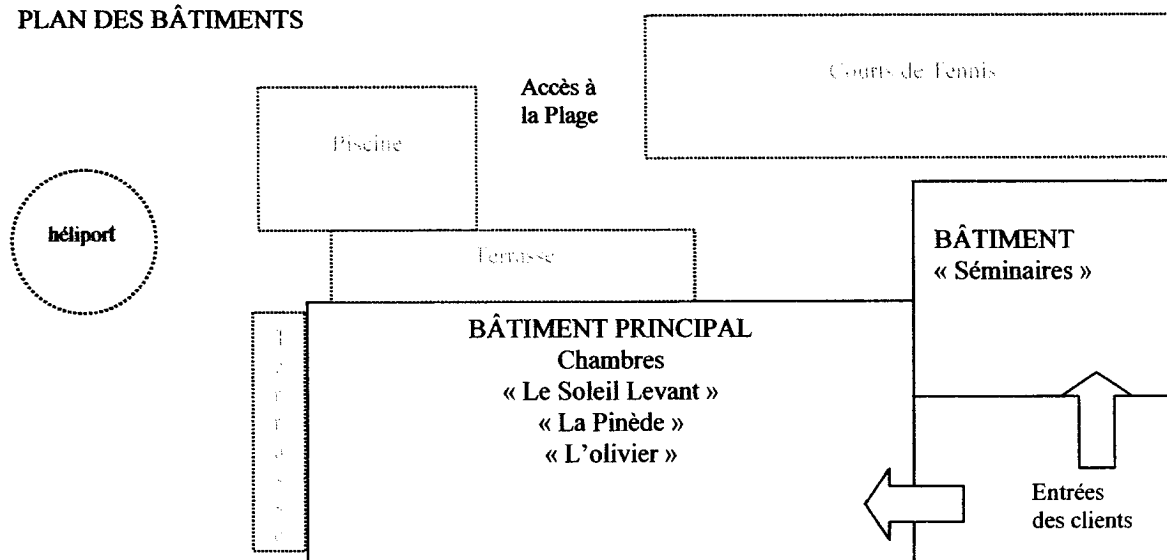 PLAN DES BÂTIMENTS
Courts de Tennis
Accès à
la Plage
Piscine
héliport
BÂTIMENT
« Séminaires »
Terrasse
BÂTIMENT PRINCIPAL
Chambres
« Le Soleil Levant »
« La Pinède »
« L'olivier »
Entrées
des clients